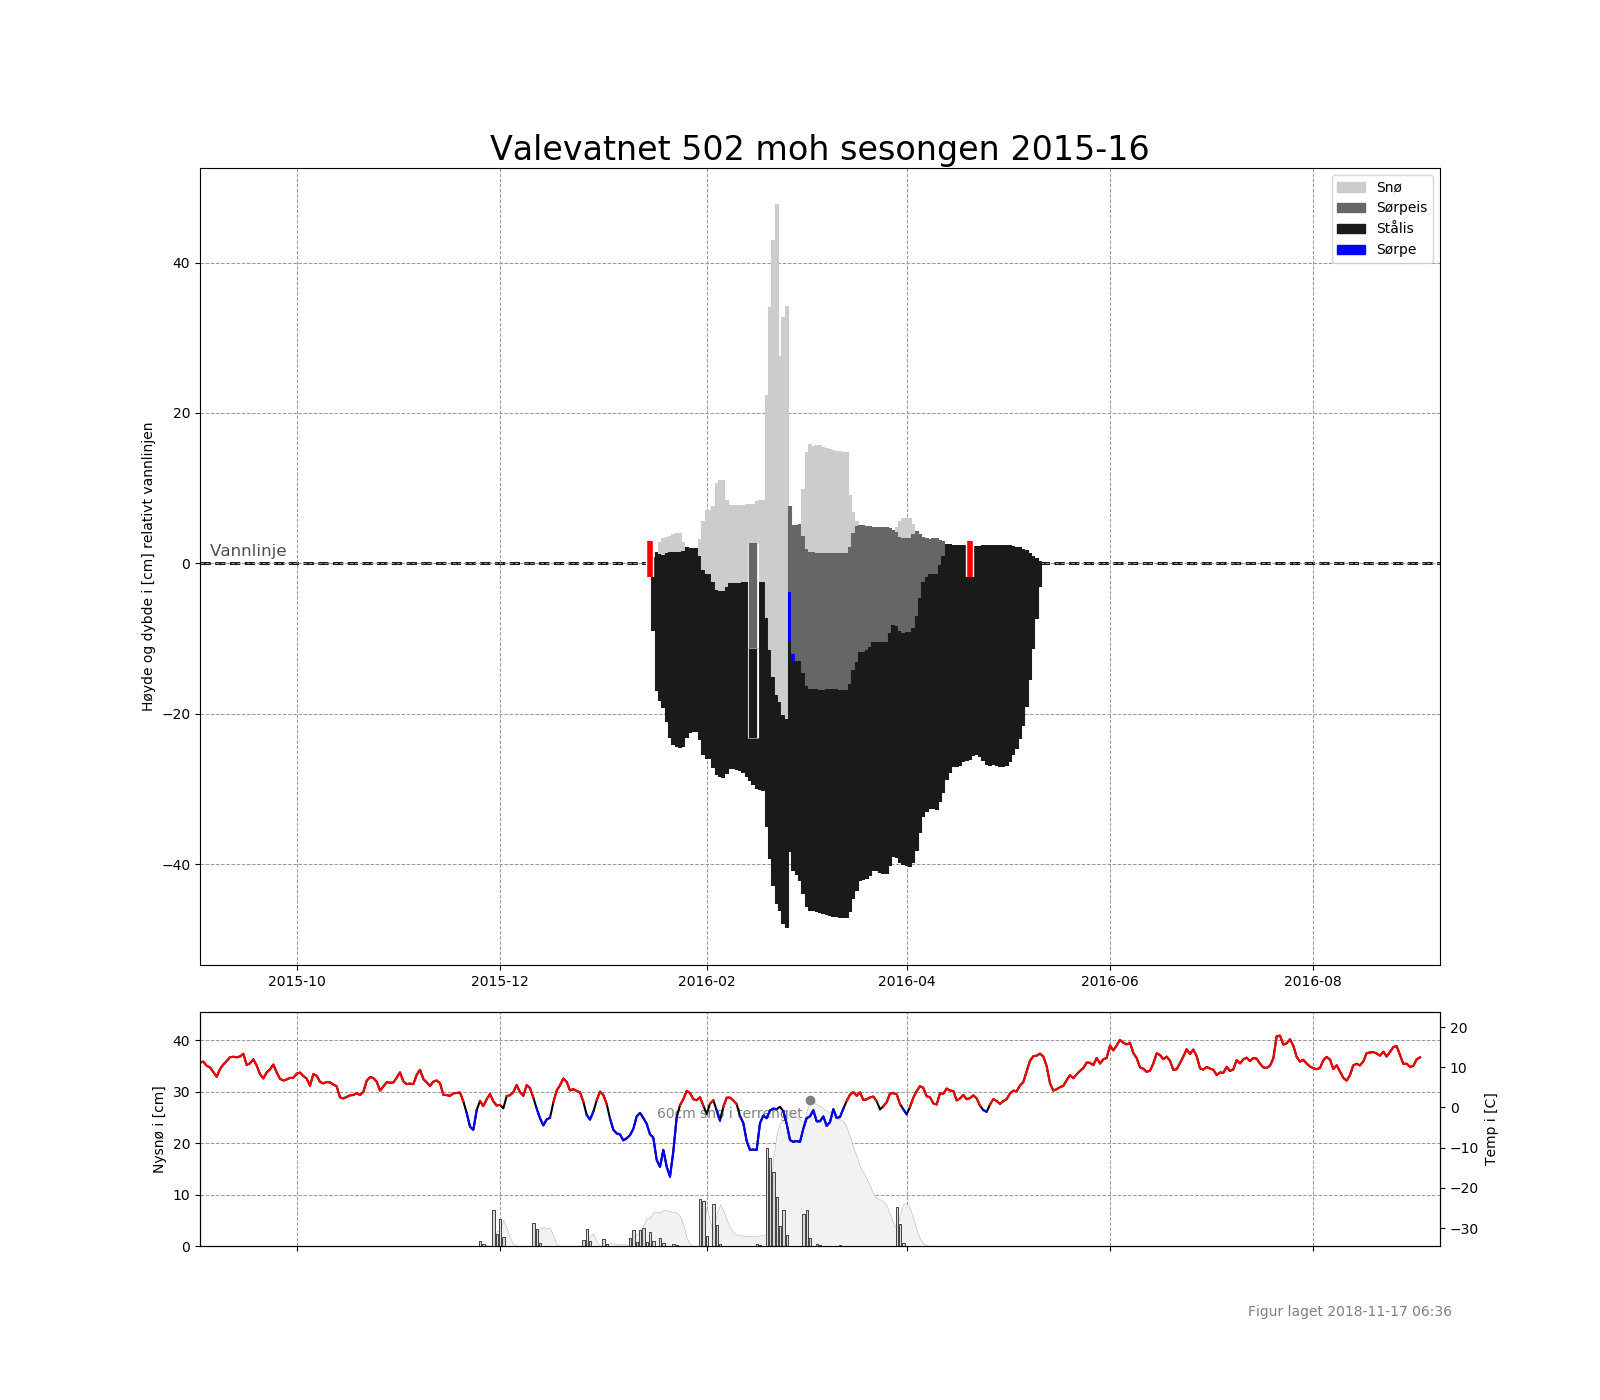 Valevatnet 502 moh sesongen 2015-16
Snø
Sørpeis
Stålis
Sørpe
Høyde og dybde i [cm] relativt vannlinjen
40
20
0
−20
−40
Vannlinje
2015-10 2015-12 2016-02 2016-04 2016-06 2016-08
Nysnø i [cm]
40
30
20
10
0
60cm snø i terrenget
20
10
0
−10
−20
−30
Temp i [C]
Figur laget 2018-11-17 06:36